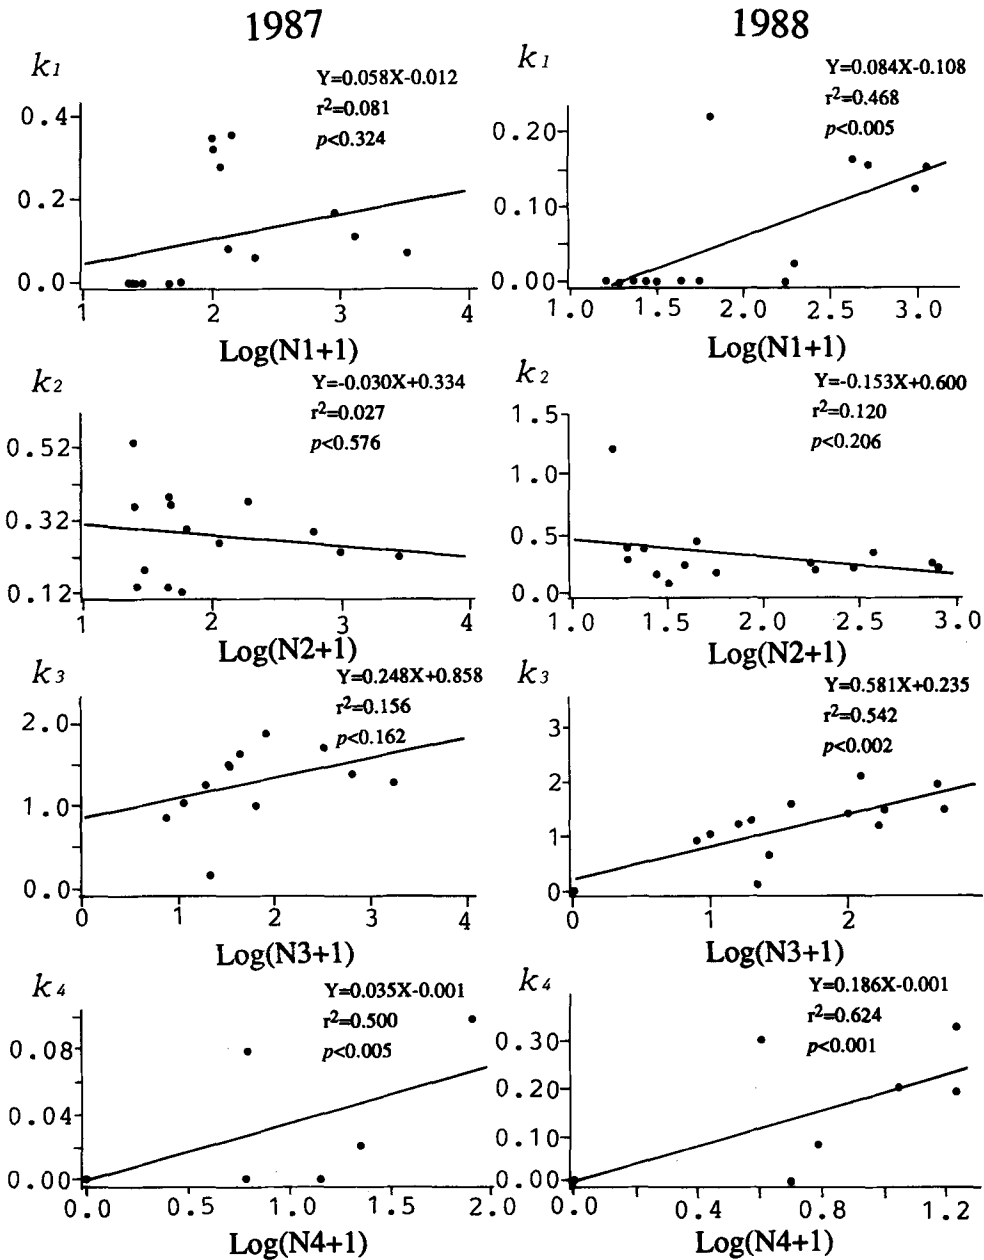 1987
1988
k1
Y=0.058X-0.012
r²=0.081
p<0.324
0.4
0.2
0.0
1 2 3 4
Log(N1+1)
k1
Y=0.084X-0.108
r²=0.468
p<0.005
0.20
0.10
0.00
1.0 1.5 2.0 2.5 3.0
Log(N1+1)
k2
Y=-0.030X+0.334
r²=0.027
p<0.576
0.52
0.32
0.12
1 2 3 4
Log(N2+1)
k2
Y=-0.153X+0.600
r²=0.120
p<0.206
1.5
1.0
0.5
0.0
1.0 1.5 2.0 2.5 3.0
Log(N2+1)
k3
Y=0.248X+0.858
r²=0.156
p<0.162
2.0
1.0
0.0
0 1 2 3 4
Log(N3+1)
k3
Y=0.581X+0.235
r²=0.542
p<0.002
3
2
1
0
0 1 2
Log(N3+1)
k4
Y=0.035X-0.001
r²=0.500
p<0.005
0.08
0.04
0.00
0.0 0.5 1.0 1.5 2.0
Log(N4+1)
k4
Y=0.186X-0.001
r²=0.624
p<0.001
0.30
0.20
0.10
0.00
0.0 0.4 0.8 1.2
Log(N4+1)